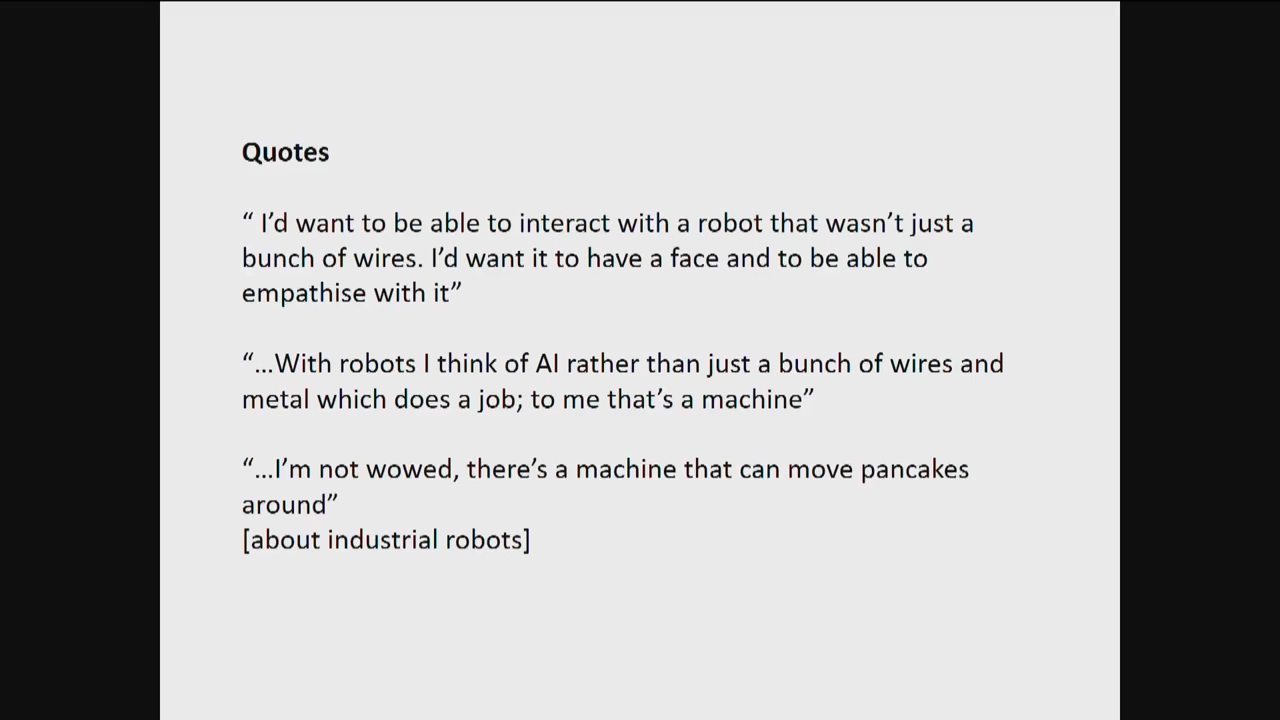 Quotes
“ I’d want to be able to interact with a robot that wasn’t just a
bunch of wires. I’d want it to have a face and to be able to
empathise with it”
“…With robots I think of AI rather than just a bunch of wires and
metal which does a job; to me that’s a machine”
“…I’m not wowed, there’s a machine that can move pancakes
around”
[about industrial robots]